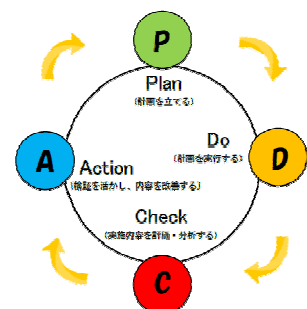 P
Plan
(計画を立てる)
Do
(計画を実行する)
D
A
Action
(検証を活かし、内容を改善する)
Check
(実施内容を評価・分析する)
C